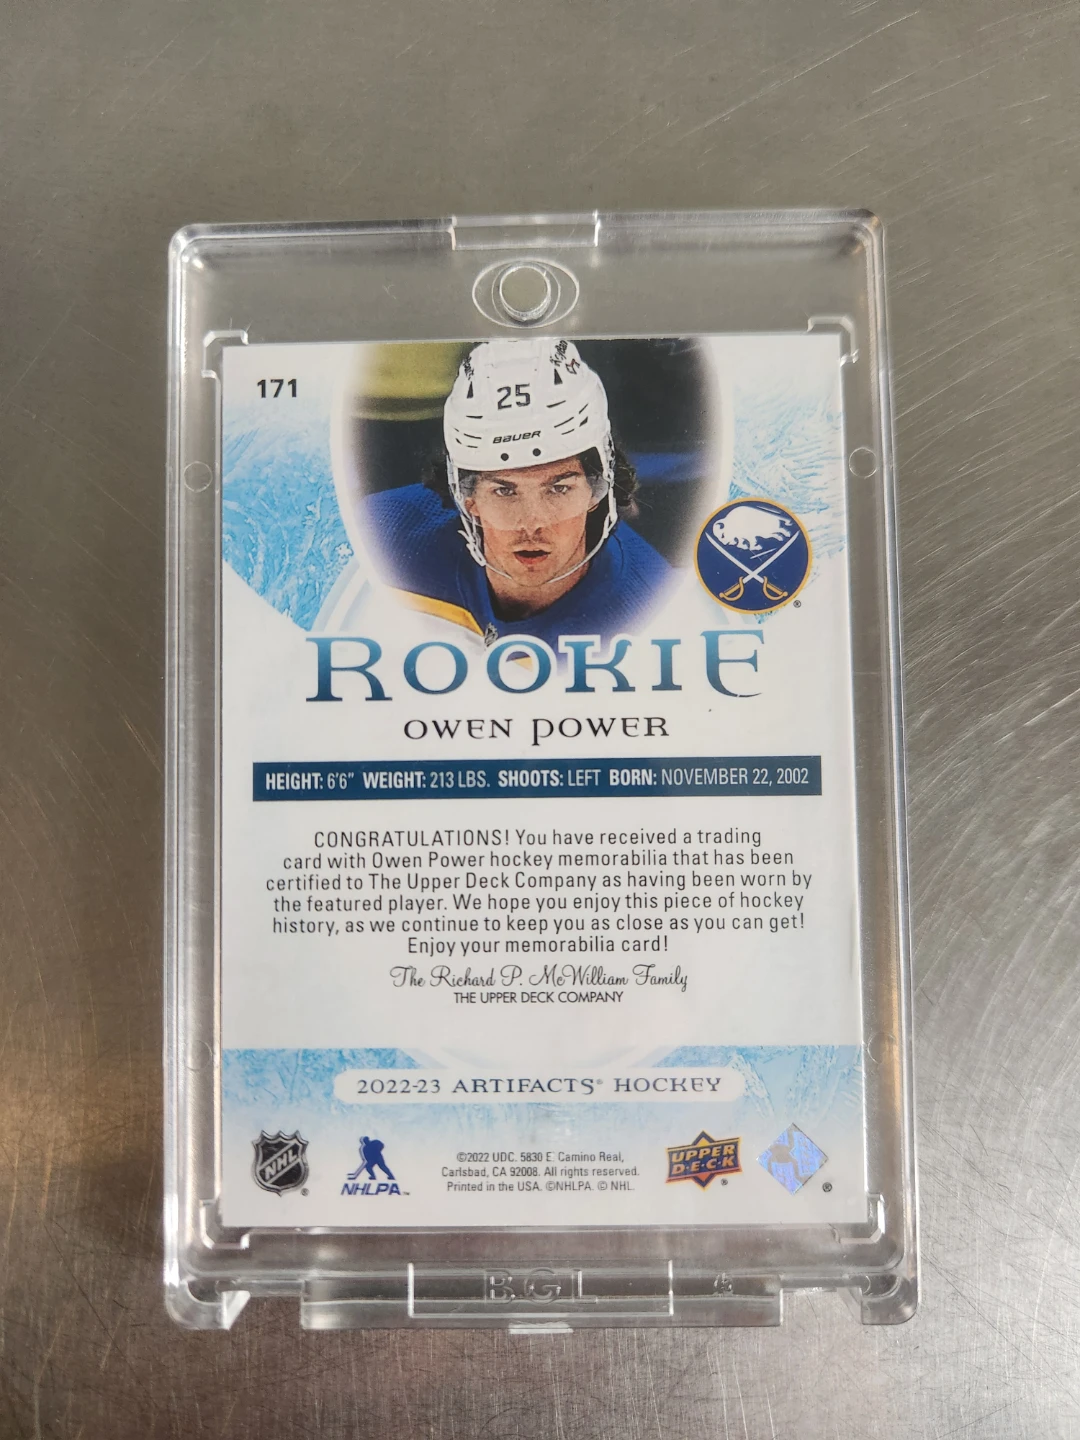 171
25
BAUER
ROOKIE
OWEN POWER
HEIGHT: 6'6" WEIGHT: 213 LBS. SHOOTS: LEFT BORN: NOVEMBER 22, 2002
CONGRATULATIONS! You have received a trading
card with Owen Power hockey memorabilia that has been
certified to The Upper Deck Company as having been worn by
the featured player. We hope you enjoy this piece of hockey
history, as we continue to keep you as close as you can get!
Enjoy your memorabilia card!
The Richard P. McWilliam Family
THE UPPER DECK COMPANY
2022-23 ARTIFACTS® HOCKEY
NHL ®
NHLPA™
©2022 UDC. 5830 E. Camino Real,
Carlsbad, CA 92008. All rights reserved.
Printed in the USA. ©NHLPA. © NHL.
UPPER
D·E·C·K ®
®
BGL